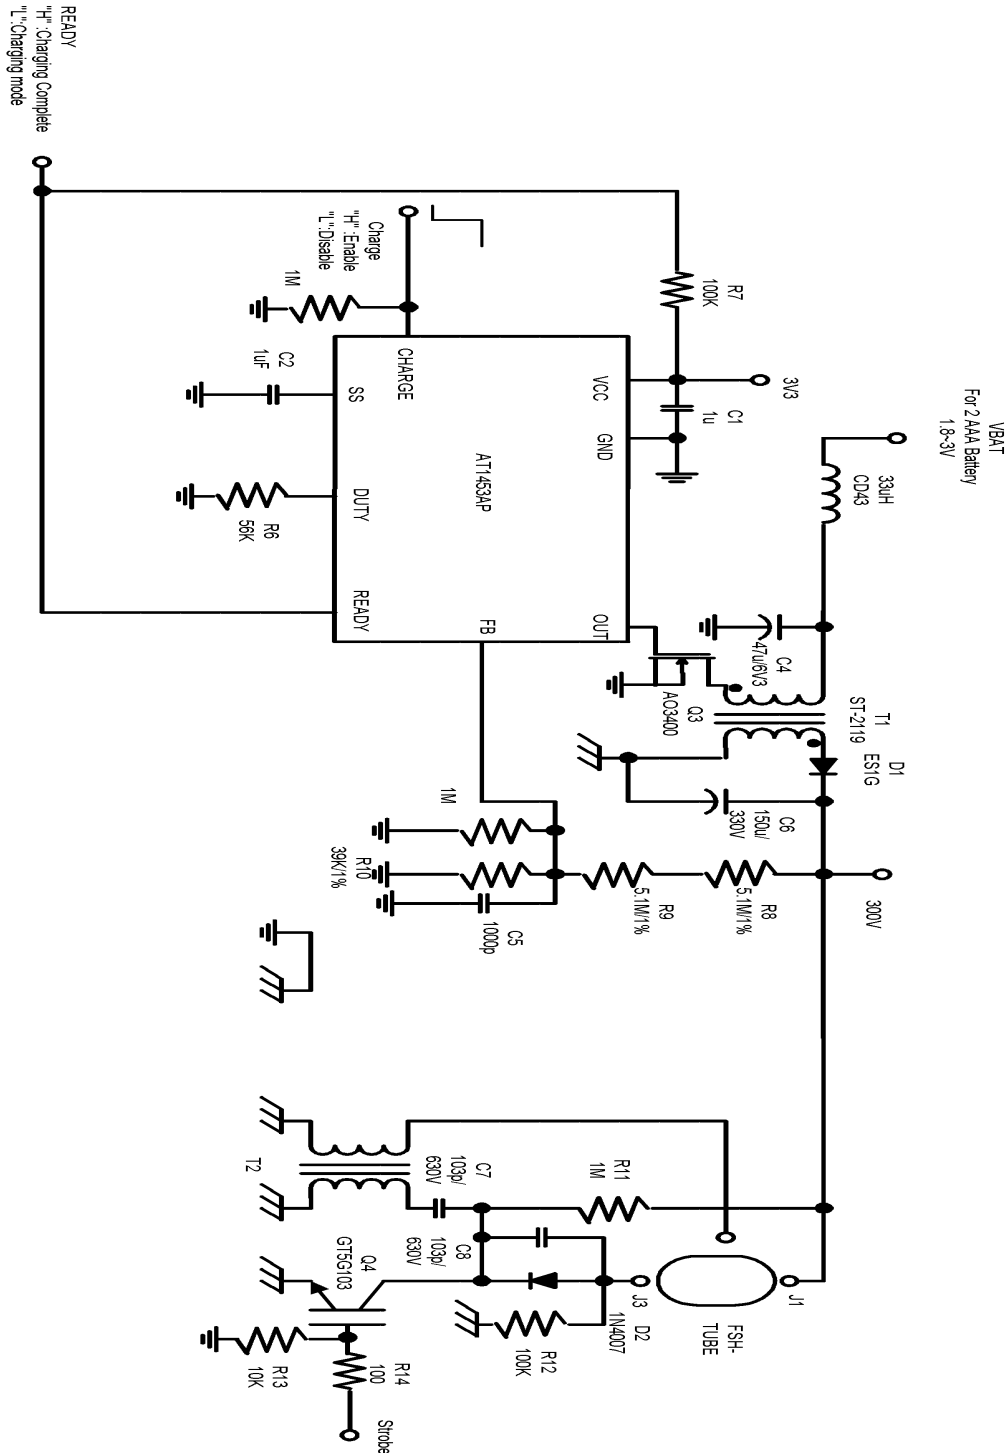 VBAT
For 2 AAA Battery
1.8~3V
33uH
CD43
T1
ST-2119
D1
ES1G
300V
3V3
C4
47u/6V3
C6
150u/
330V
R7
100K
C1
1u
Q3
AO3400
R8
5.1M/1%
R9
5.1M/1%
J1
FSH-
TUBE
J3
D2
1N4007
VCC
GND
OUT
AT1453AP
FB
CHARGE
SS
DUTY
READY
Charge
"H" :Enable
"L":Disable
1M
C2
1uF
R6
56K
1M
R10
39K/1%
C5
1000p
R11
1M
C7
103p/
630V
C8
103p/
630V
R12
100K
T2
Q4
GT5G103
R14
100
R13
10K
Strobe
READY
"H" :Charging Complete
"L":Charging mode